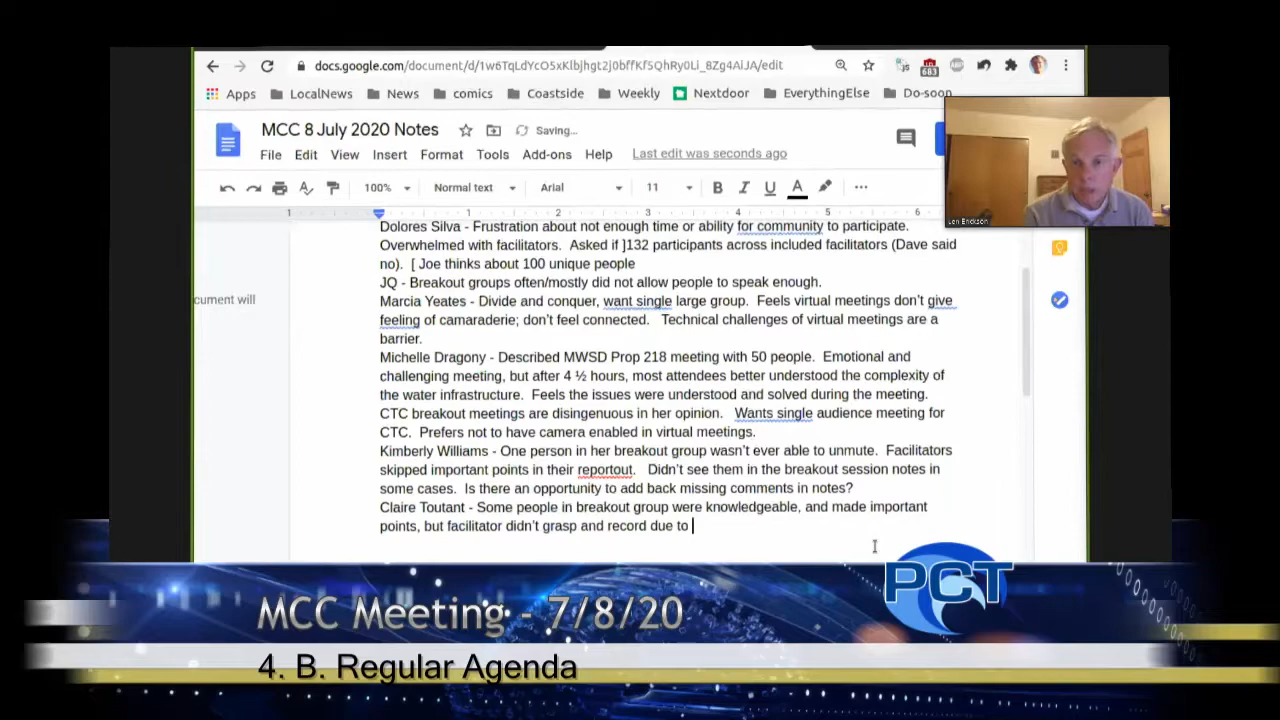 docs.google.com/document/d/1w6TqLdYcO5xKlbjhgt2j0bffKf5QhRy0Li_8Zg4AiJA/edit
683
Apps LocalNews News comics Coastside Weekly Nextdoor EverythingElse Do-soon
MCC 8 July 2020 Notes Saving...
File Edit View Insert Format Tools Add-ons Help Last edit was seconds ago
100% Normal text Arial 11 B I U A
1 1 2 3 4 5 6
Len Erickson
cument will
Dolores Silva - Frustration about not enough time or ability for community to participate.
Overwhelmed with facilitators. Asked if ]132 participants across included facilitators (Dave said
no). [ Joe thinks about 100 unique people
JQ - Breakout groups often/mostly did not allow people to speak enough.
Marcia Yeates - Divide and conquer, want single large group. Feels virtual meetings don’t give
feeling of camaraderie; don’t feel connected. Technical challenges of virtual meetings are a
barrier.
Michelle Dragony - Described MWSD Prop 218 meeting with 50 people. Emotional and
challenging meeting, but after 4 ½ hours, most attendees better understood the complexity of
the water infrastructure. Feels the issues were understood and solved during the meeting.
CTC breakout meetings are disingenuous in her opinion. Wants single audience meeting for
CTC. Prefers not to have camera enabled in virtual meetings.
Kimberly Williams - One person in her breakout group wasn’t ever able to unmute. Facilitators
skipped important points in their reportout. Didn’t see them in the breakout session notes in
some cases. Is there an opportunity to add back missing comments in notes?
Claire Toutant - Some people in breakout group were knowledgeable, and made important
points, but facilitator didn’t grasp and record due to
PCT
MCC Meeting - 7/8/20
4. B. Regular Agenda